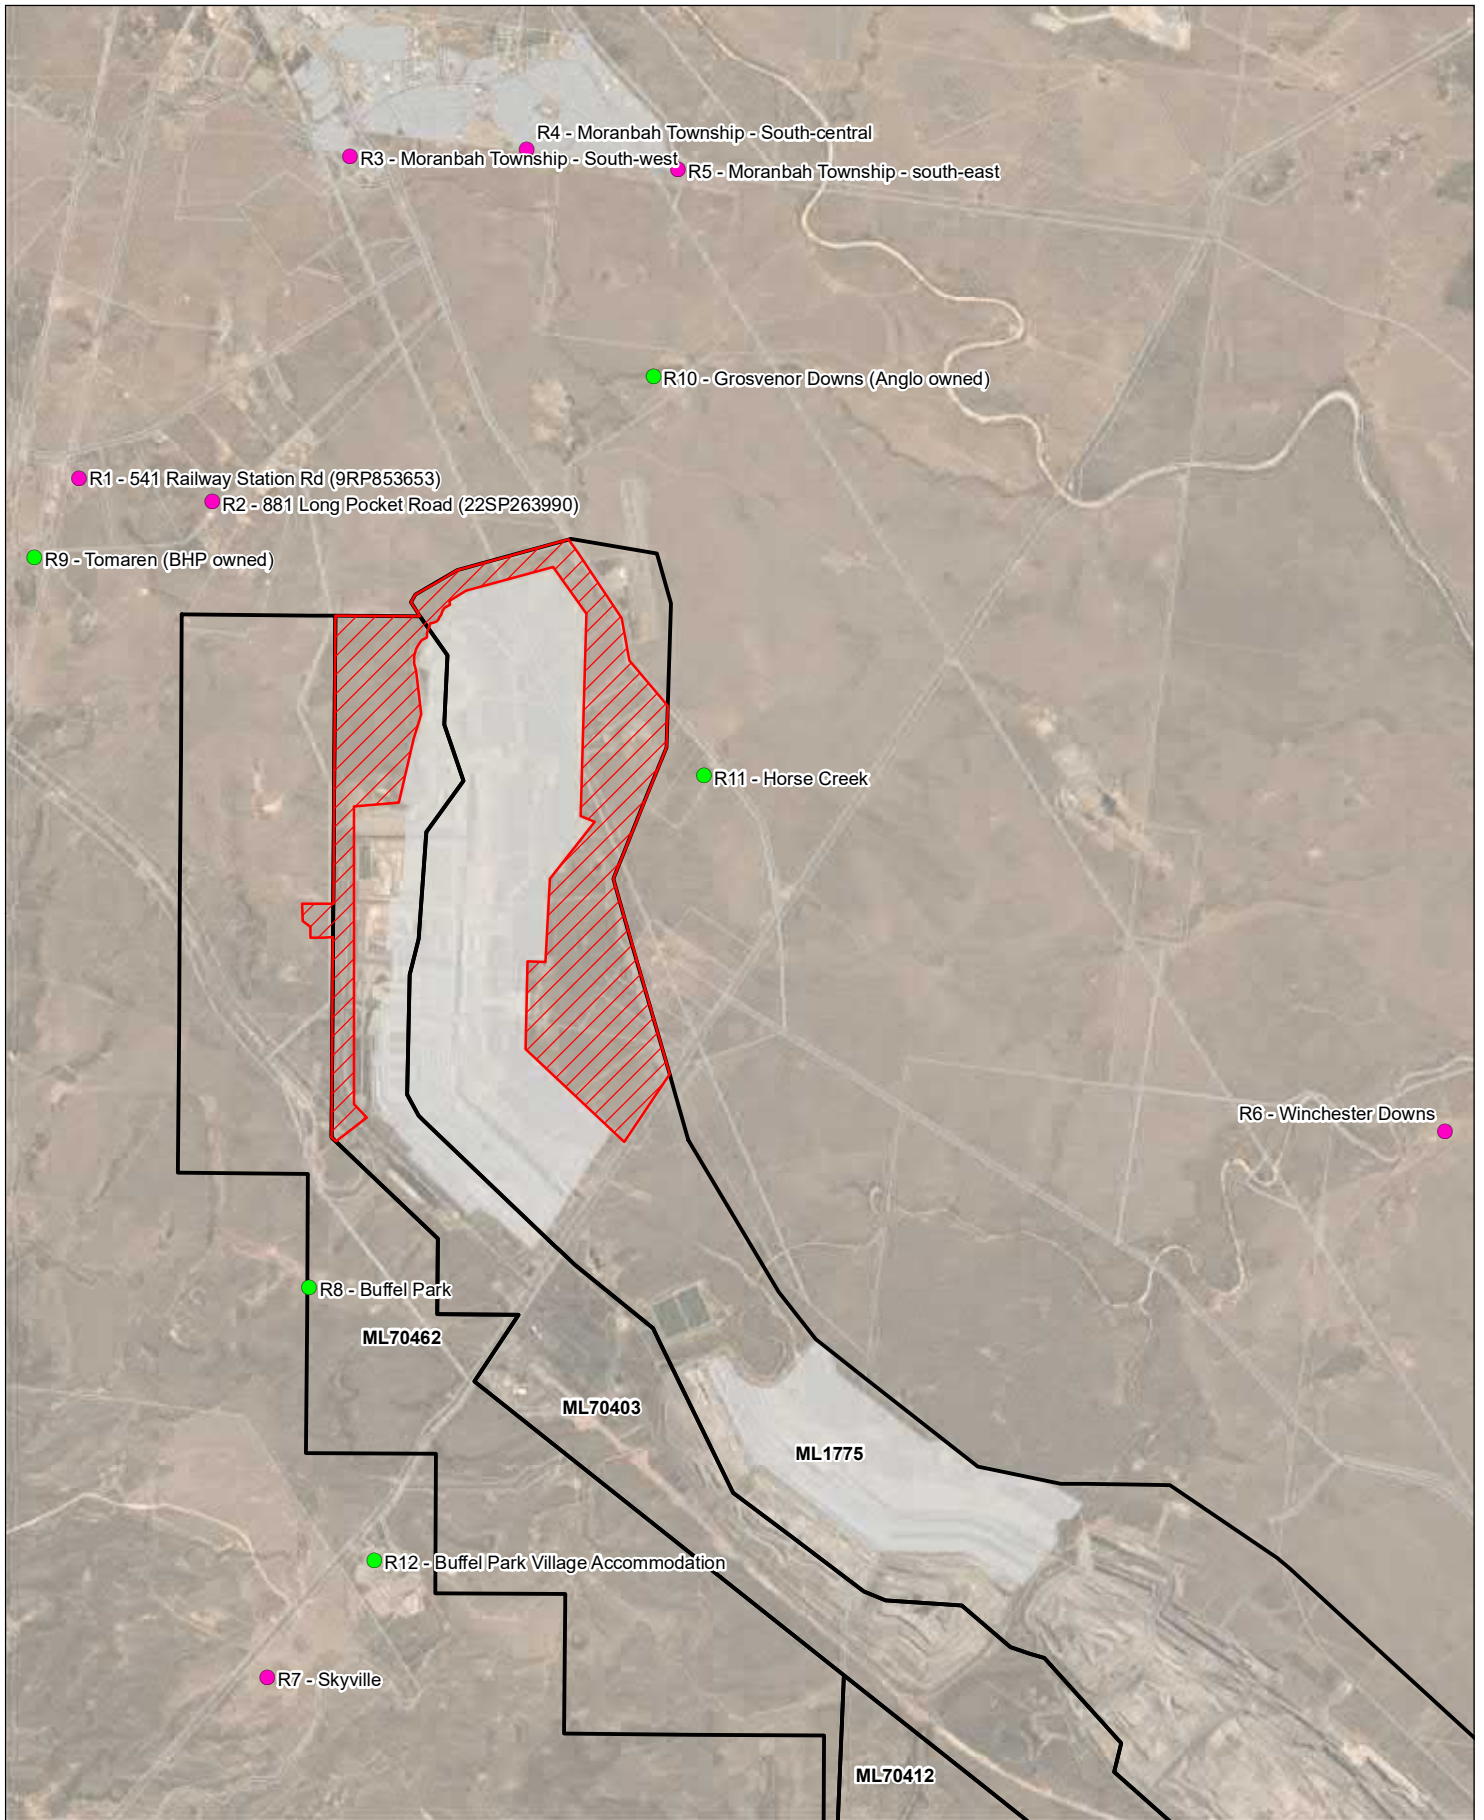 R4 - Moranbah Township - South-central
R3 - Moranbah Township - South-west
R5 - Moranbah Township - south-east
R10 - Grosvenor Downs (Anglo owned)
R1 - 541 Railway Station Rd (9RP853653)
R2 - 881 Long Pocket Road (22SP263990)
R9 - Tomaren (BHP owned)
R11 - Horse Creek
R6 - Winchester Downs
R8 - Buffel Park
ML70462
ML70403
ML1775
R12 - Buffel Park Village Accommodation
R7 - Skyville
ML70412